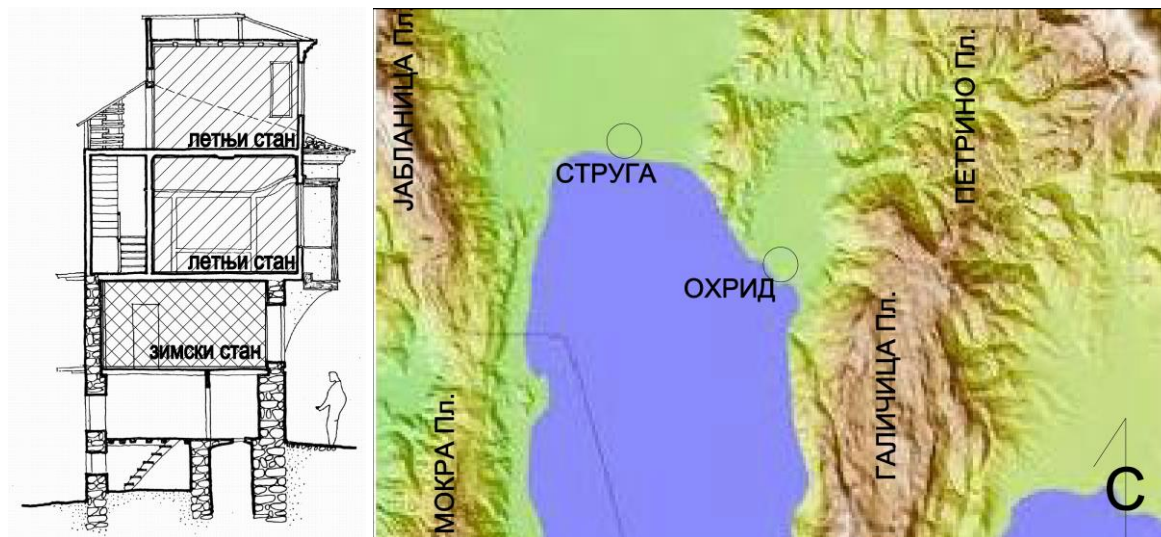 летњи стан
летњи стан
зимски стан
ЈАБЛАНИЦА Пл.
СТРУГА
ПЕТРИНО Пл.
ОХРИД
ГАЛИЧИЦА Пл.
МОКРА Пл.
С